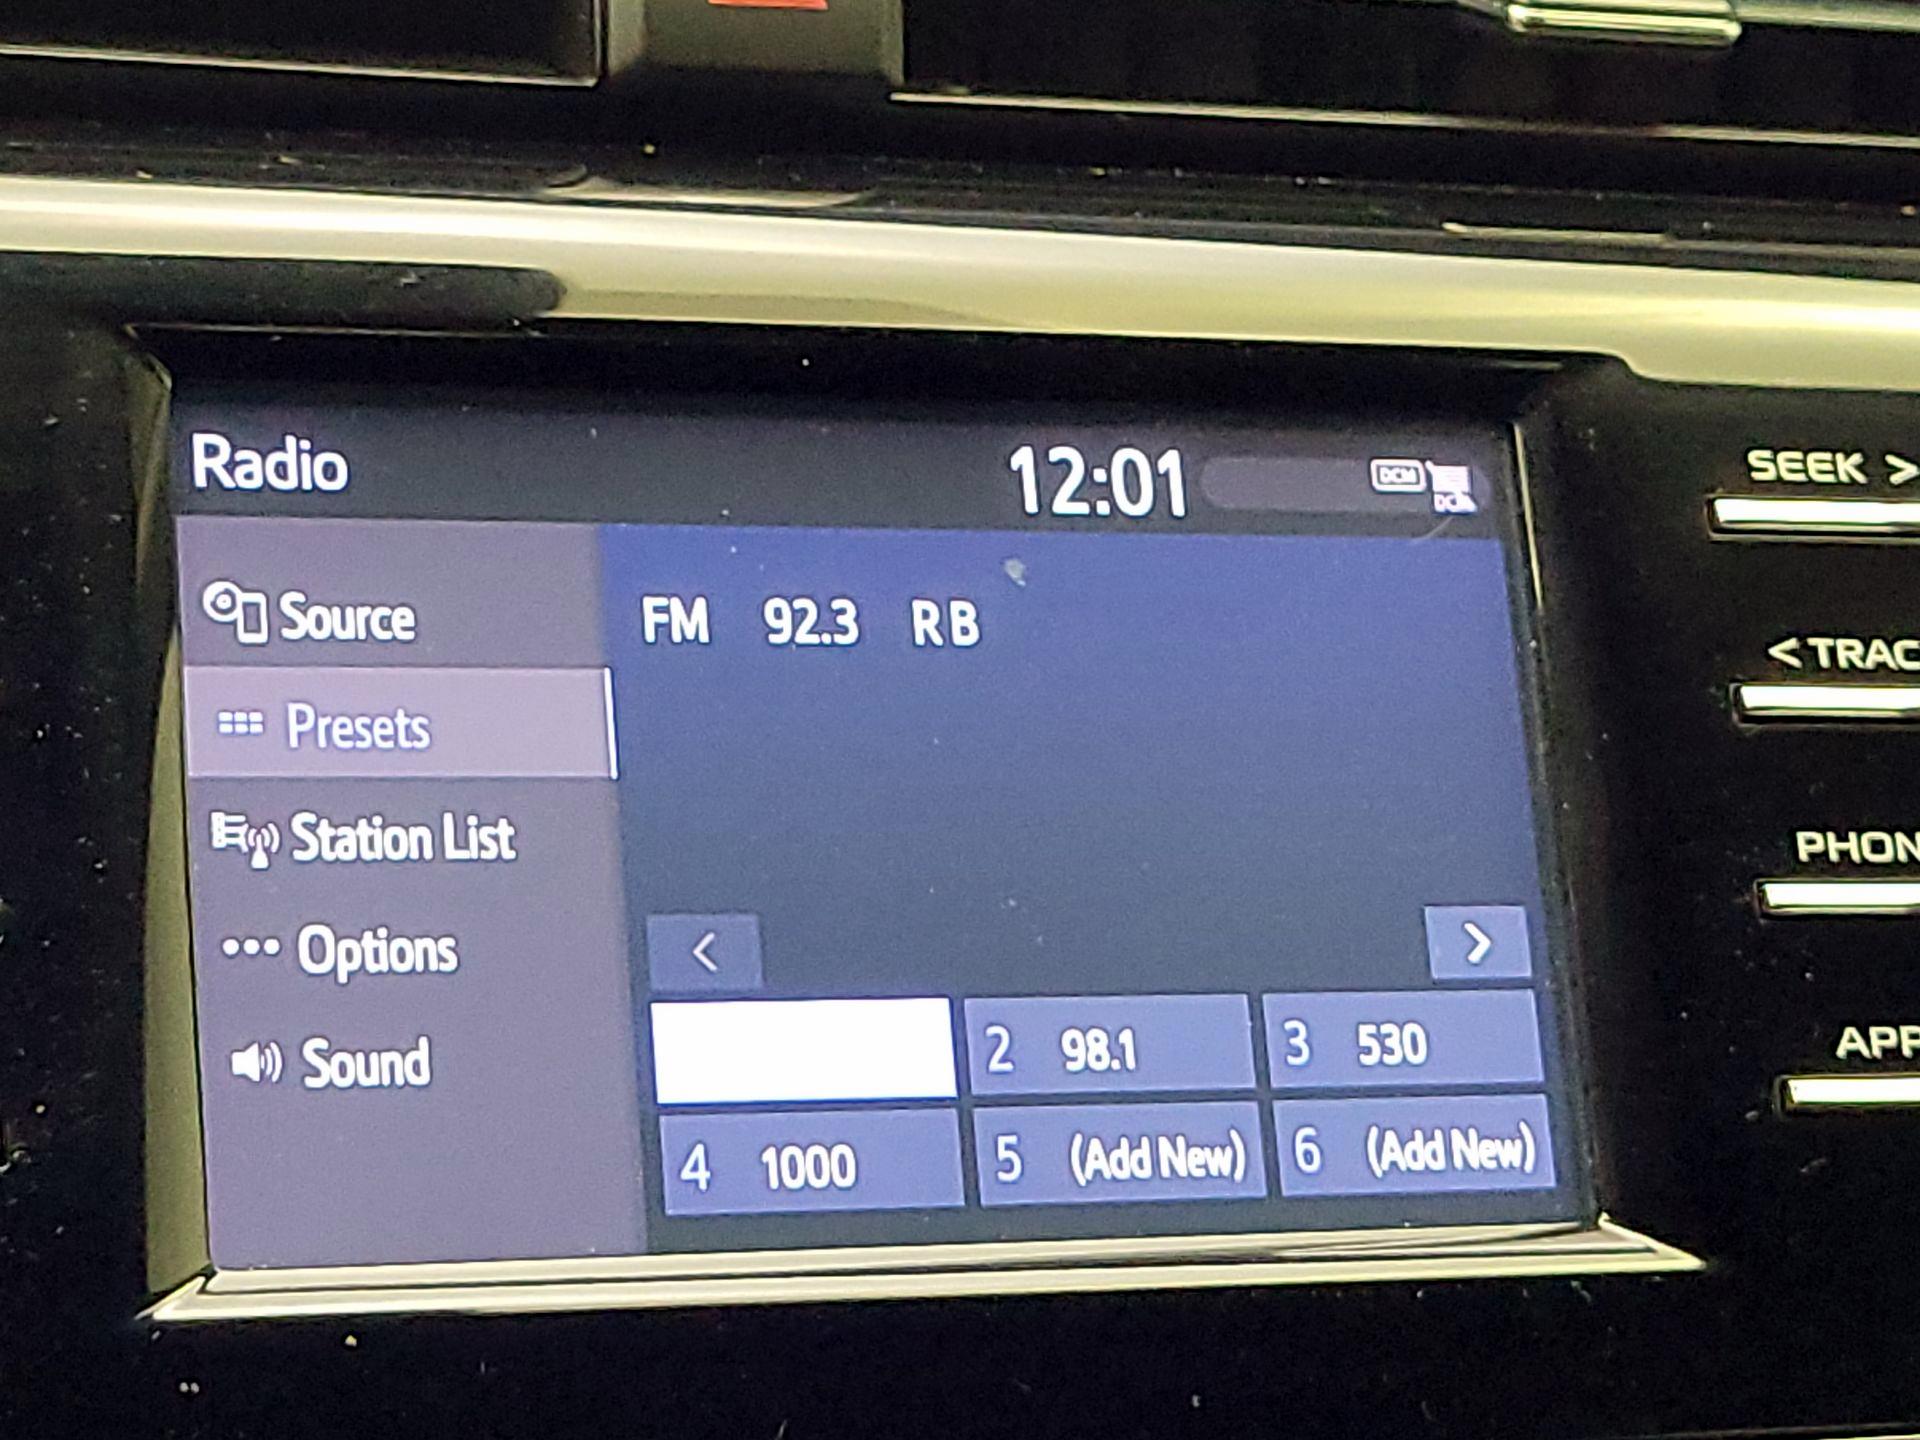 Radio 12:01 DCM
DCM
Source
Presets
Station List
Options
Sound
FM 92.3 R B
<
>
2 98.1
3 530
4 1000
5 (Add New)
6 (Add New)
SEEK >
< TRAC
PHON
APP